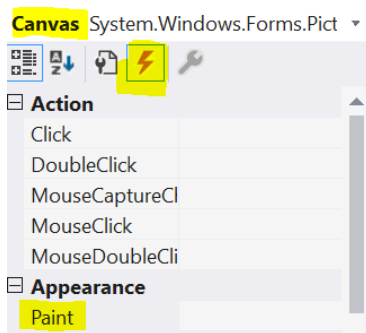 Canvas System.Windows.Forms.Pict
Action
Click
DoubleClick
MouseCaptureCl
MouseClick
MouseDoubleCli
Appearance
Paint